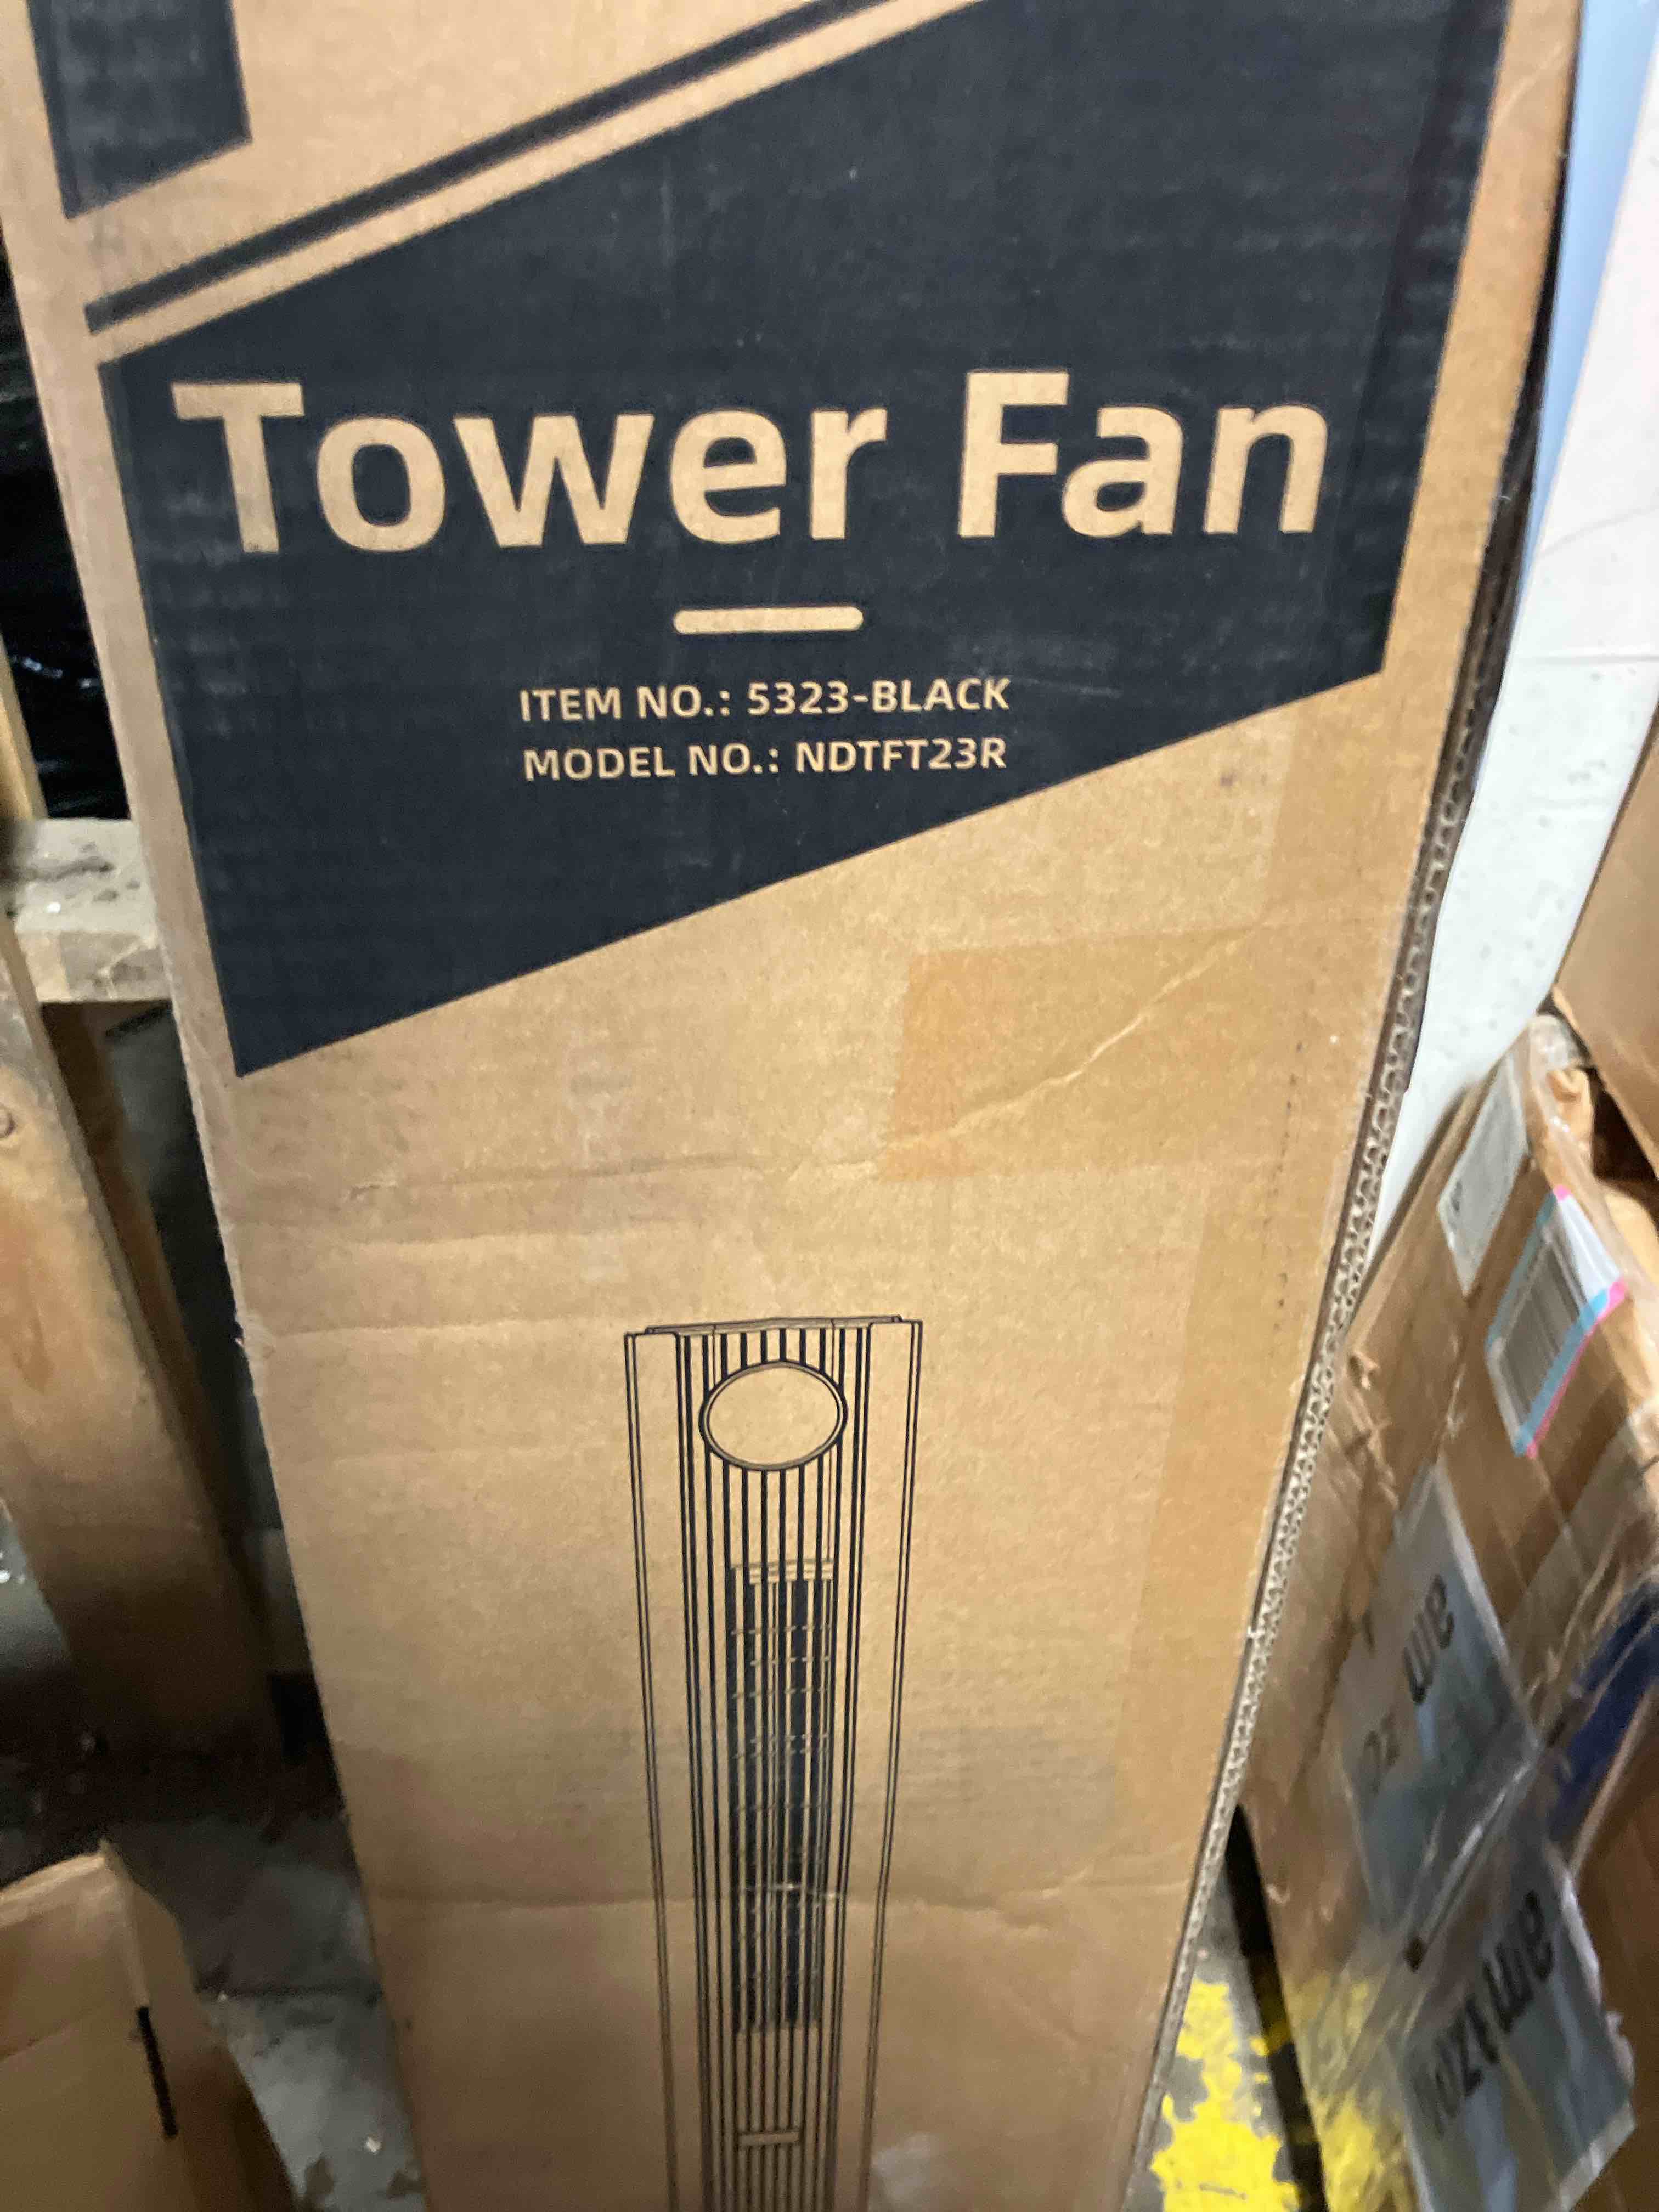 Tower Fan
ITEM NO.: 5323-BLACK
MODEL NO.: NDTFT23R